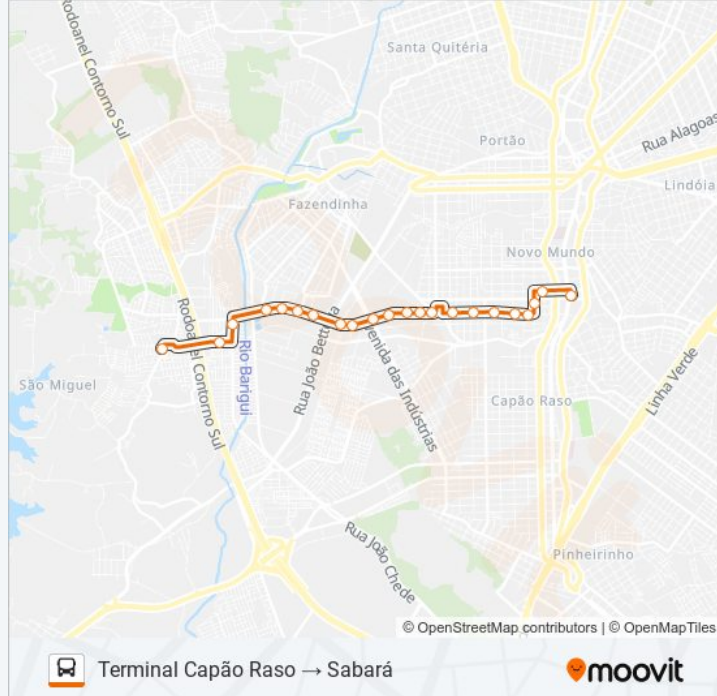 Rodoanel Contorno Sul
Santa Quitéria
Portão
Rua Alagoas
Lindóia
Fazendinha
Novo Mundo
Rodoanel Contorno Sul
Rio Barigui
Rua João Bettega
Avenida das Indústrias
São Miguel
Capão Raso
Linha Verde
Rua João Chede
Pinheirinho
© OpenStreetMap contributors | © OpenMapTiles
Terminal Capão Raso → Sabará
moovit